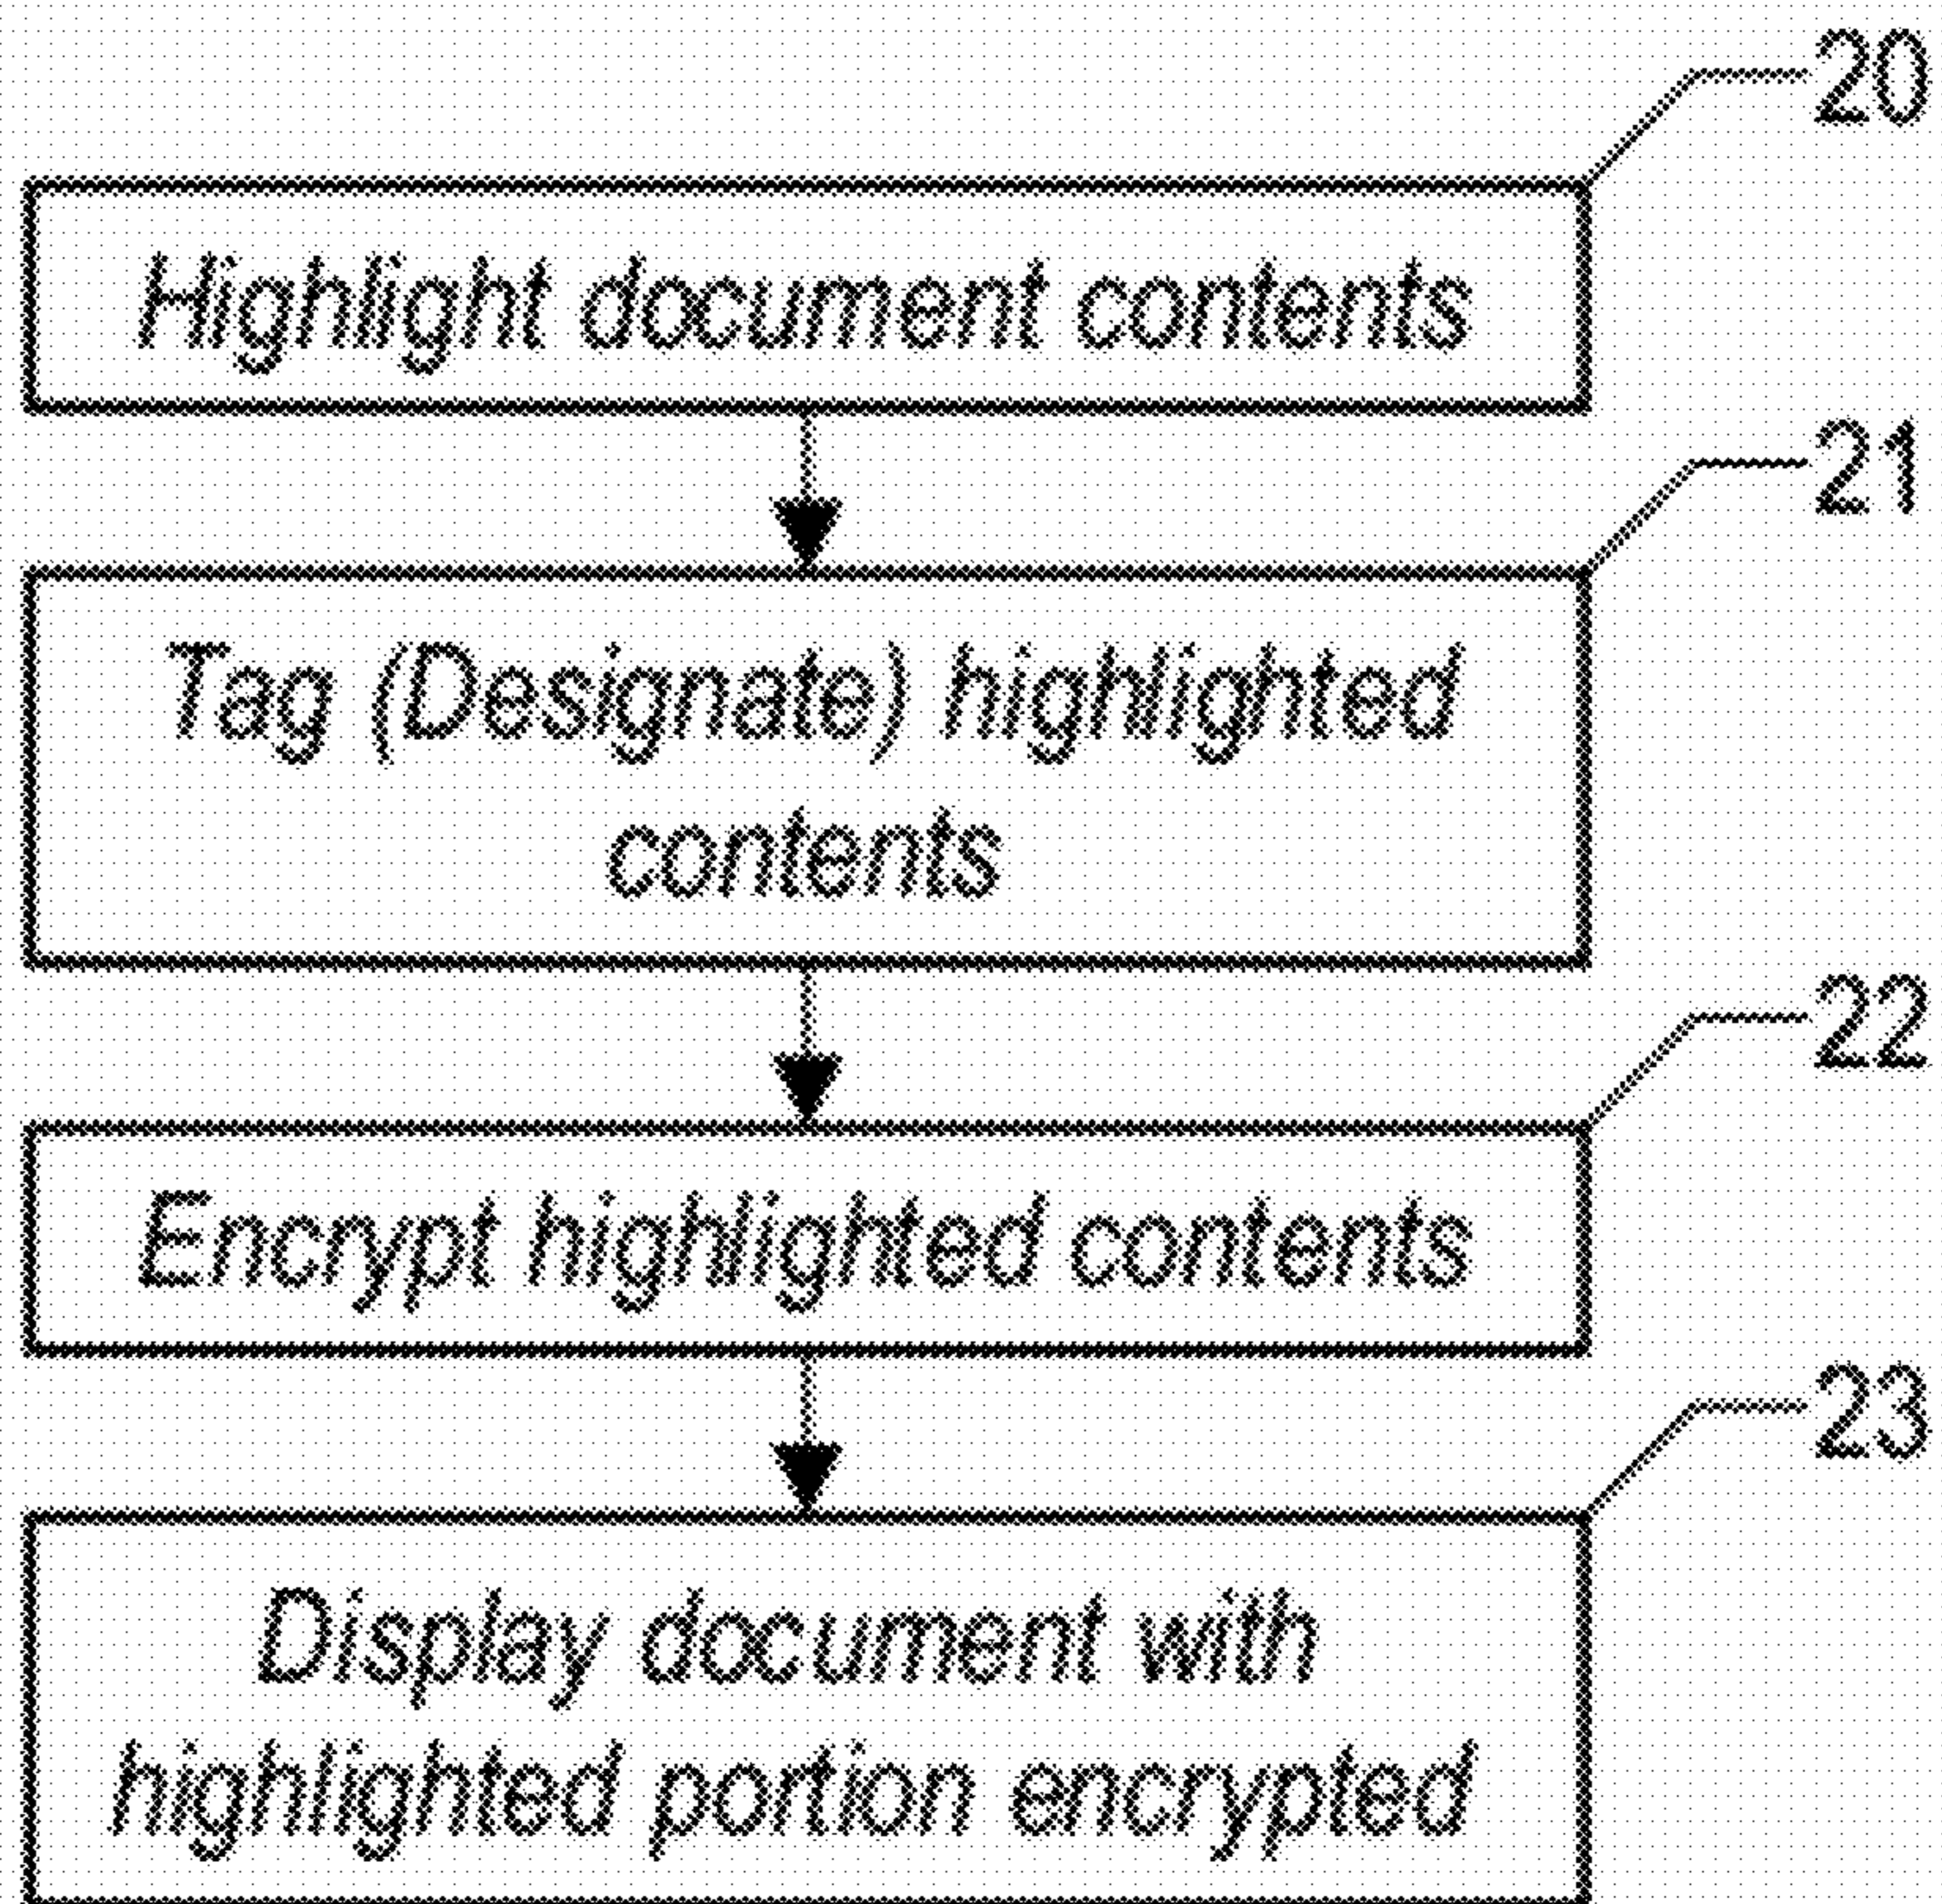 20
Highlight document contents
21
Tag (Designate) highlighted
contents
22
Encrypt highlighted contents
23
Display document with
highlighted portion encrypted